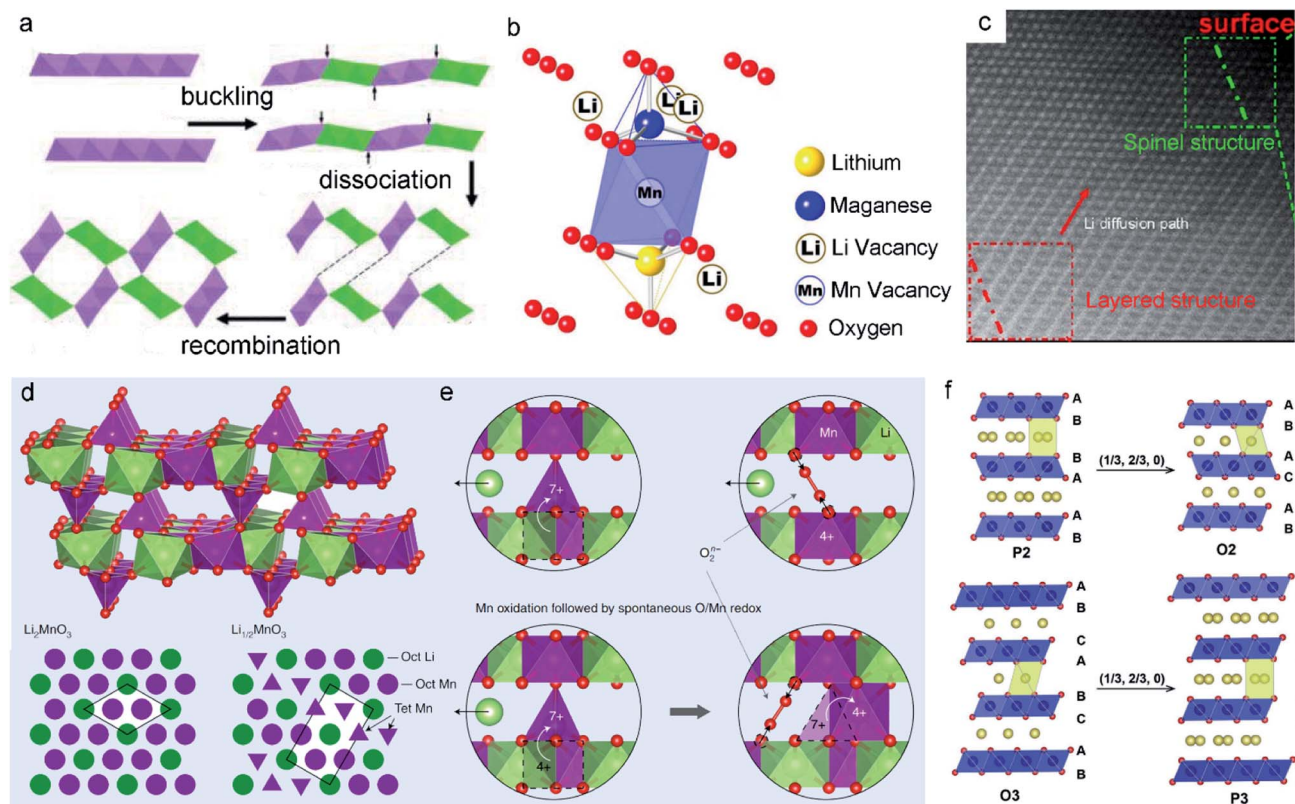 a
buckling
dissociation
recombination
b
Li
Li
Li
Mn
Li
Lithium
Maganese
Li Li Vacancy
Mn Mn Vacancy
Oxygen
c
surface
Spinel structure
Li diffusion path
Layered structure
d
Li₂MnO₃
Li₁/₂MnO₃
Oct Li
Oct Mn
Tet Mn
e
7+
Mn
Li
4+
O₂ⁿ⁻
Mn oxidation followed by spontaneous O/Mn redox
7+
4+
7+
4+
f
A
B
B
A
A
B
P2
(1/3, 2/3, 0)
A
B
A
C
A
B
O2
A
B
C
A
B
C
A
B
O3
(1/3, 2/3, 0)
P3